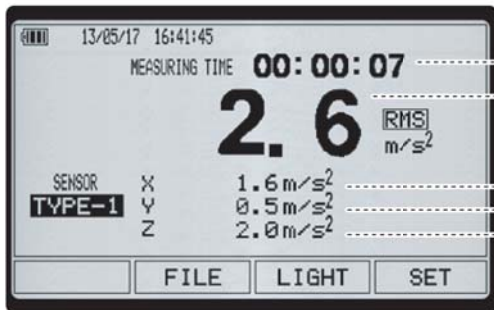 13/05/17 16:41:45
MEASURING TIME 00:00:07
2.6 RMS m/s²
SENSOR X 1.6m/s²
TYPE-1 Y 0.5m/s²
Z 2.0m/s²
FILE LIGHT SET